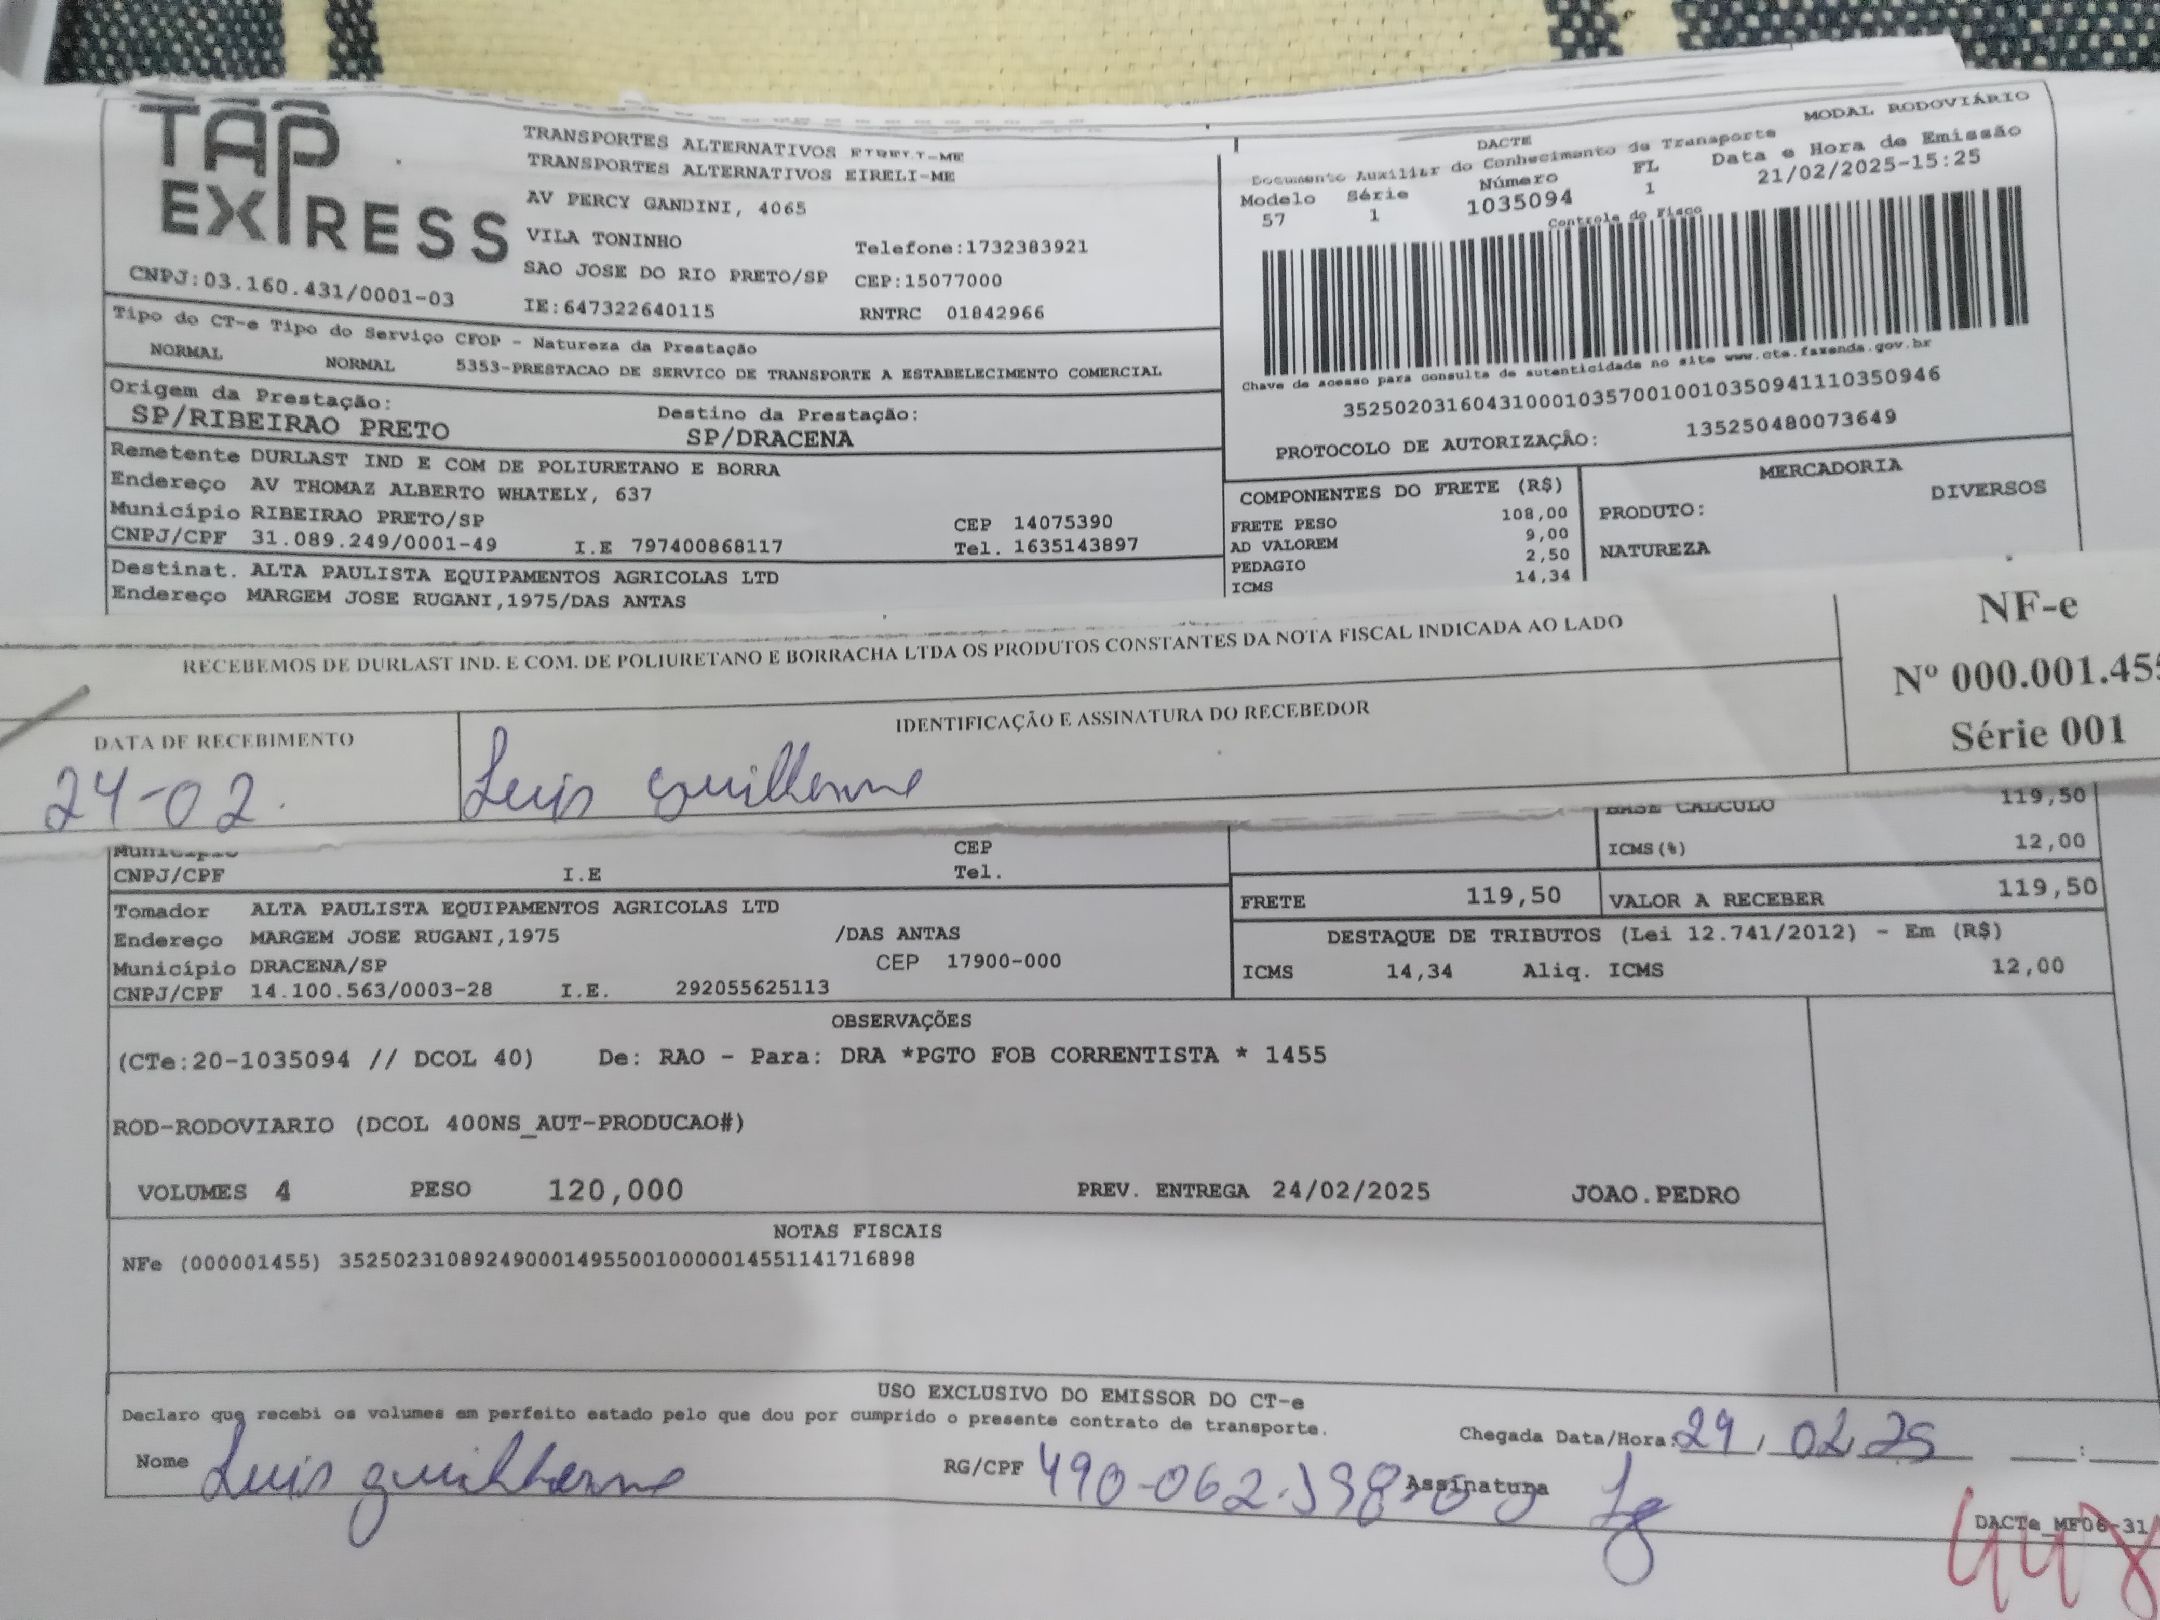 TAP
EXPRESS
CNPJ:03.160.431/0001-03
TRANSPORTES ALTERNATIVOS EIRELI-ME
TRANSPORTES ALTERNATIVOS EIRELI-ME
AV PERCY GANDINI, 4065
VILA TONINHO Telefone:1732383921
SAO JOSE DO RIO PRETO/SP CEP:15077000
IE:647322640115 RNTRC 01842966
MODAL RODOVIÁRIO
DACTE
Documento Auxiliar do Conhecimento de Transporte
Modelo Série Número FL Data e Hora de Emissão
57 1 1035094 1 21/02/2025-15:25
Controle do Fisco
Chave de acesso para consulta de autenticidade no site www.cte.fazenda.gov.br
35250203160431000103570010010350941110350946
PROTOCOLO DE AUTORIZAÇÃO: 135250480073649
Tipo do CT-e Tipo do Serviço CFOP - Natureza da Prestação
NORMAL NORMAL 5353-PRESTACAO DE SERVICO DE TRANSPORTE A ESTABELECIMENTO COMERCIAL
Origem da Prestação: Destino da Prestação:
SP/RIBEIRAO PRETO SP/DRACENA
Remetente DURLAST IND E COM DE POLIURETANO E BORRA
Endereço AV THOMAZ ALBERTO WHATELY, 637
Município RIBEIRAO PRETO/SP CEP 14075390
CNPJ/CPF 31.089.249/0001-49 I.E 797400868117 Tel. 1635143897
Destinat. ALTA PAULISTA EQUIPAMENTOS AGRICOLAS LTD
Endereço MARGEM JOSE RUGANI,1975/DAS ANTAS
COMPONENTES DO FRETE (R$)
FRETE PESO 108,00
AD VALOREM 9,00
PEDAGIO 2,50
ICMS 14,34
MERCADORIA
PRODUTO: DIVERSOS
NATUREZA
RECEBEMOS DE DURLAST IND. E COM. DE POLIURETANO E BORRACHA LTDA OS PRODUTOS CONSTANTES DA NOTA FISCAL INDICADA AO LADO
DATA DE RECEBIMENTO
24-02.
IDENTIFICAÇÃO E ASSINATURA DO RECEBEDOR
Luis Guilherme
NF-e
Nº 000.001.455
Série 001
BASE CALCULO 119,50
ICMS(%) 12,00
Município CEP
CNPJ/CPF I.E Tel.
FRETE 119,50 VALOR A RECEBER 119,50
Tomador ALTA PAULISTA EQUIPAMENTOS AGRICOLAS LTD
Endereço MARGEM JOSE RUGANI,1975 /DAS ANTAS
Município DRACENA/SP CEP 17900-000
CNPJ/CPF 14.100.563/0003-28 I.E. 292055625113
DESTAQUE DE TRIBUTOS (Lei 12.741/2012) - Em (R$)
ICMS 14,34 Aliq. ICMS 12,00
OBSERVAÇÕES
(CTe:20-1035094 // DCOL 40) De: RAO - Para: DRA *PGTO FOB CORRENTISTA * 1455
ROD-RODOVIARIO (DCOL 400NS_AUT-PRODUCAO#)
VOLUMES 4 PESO 120,000 PREV. ENTREGA 24/02/2025 JOAO.PEDRO
NOTAS FISCAIS
NFe (000001455) 35250231089249000149550010000014551141716898
USO EXCLUSIVO DO EMISSOR DO CT-e
Declaro que recebi os volumes em perfeito estado pelo que dou por cumprido o presente contrato de transporte.
Chegada Data/Hora: 24, 02, 25 :
Nome Luis guilherme RG/CPF Assinatura
DACTe_MF06-31/